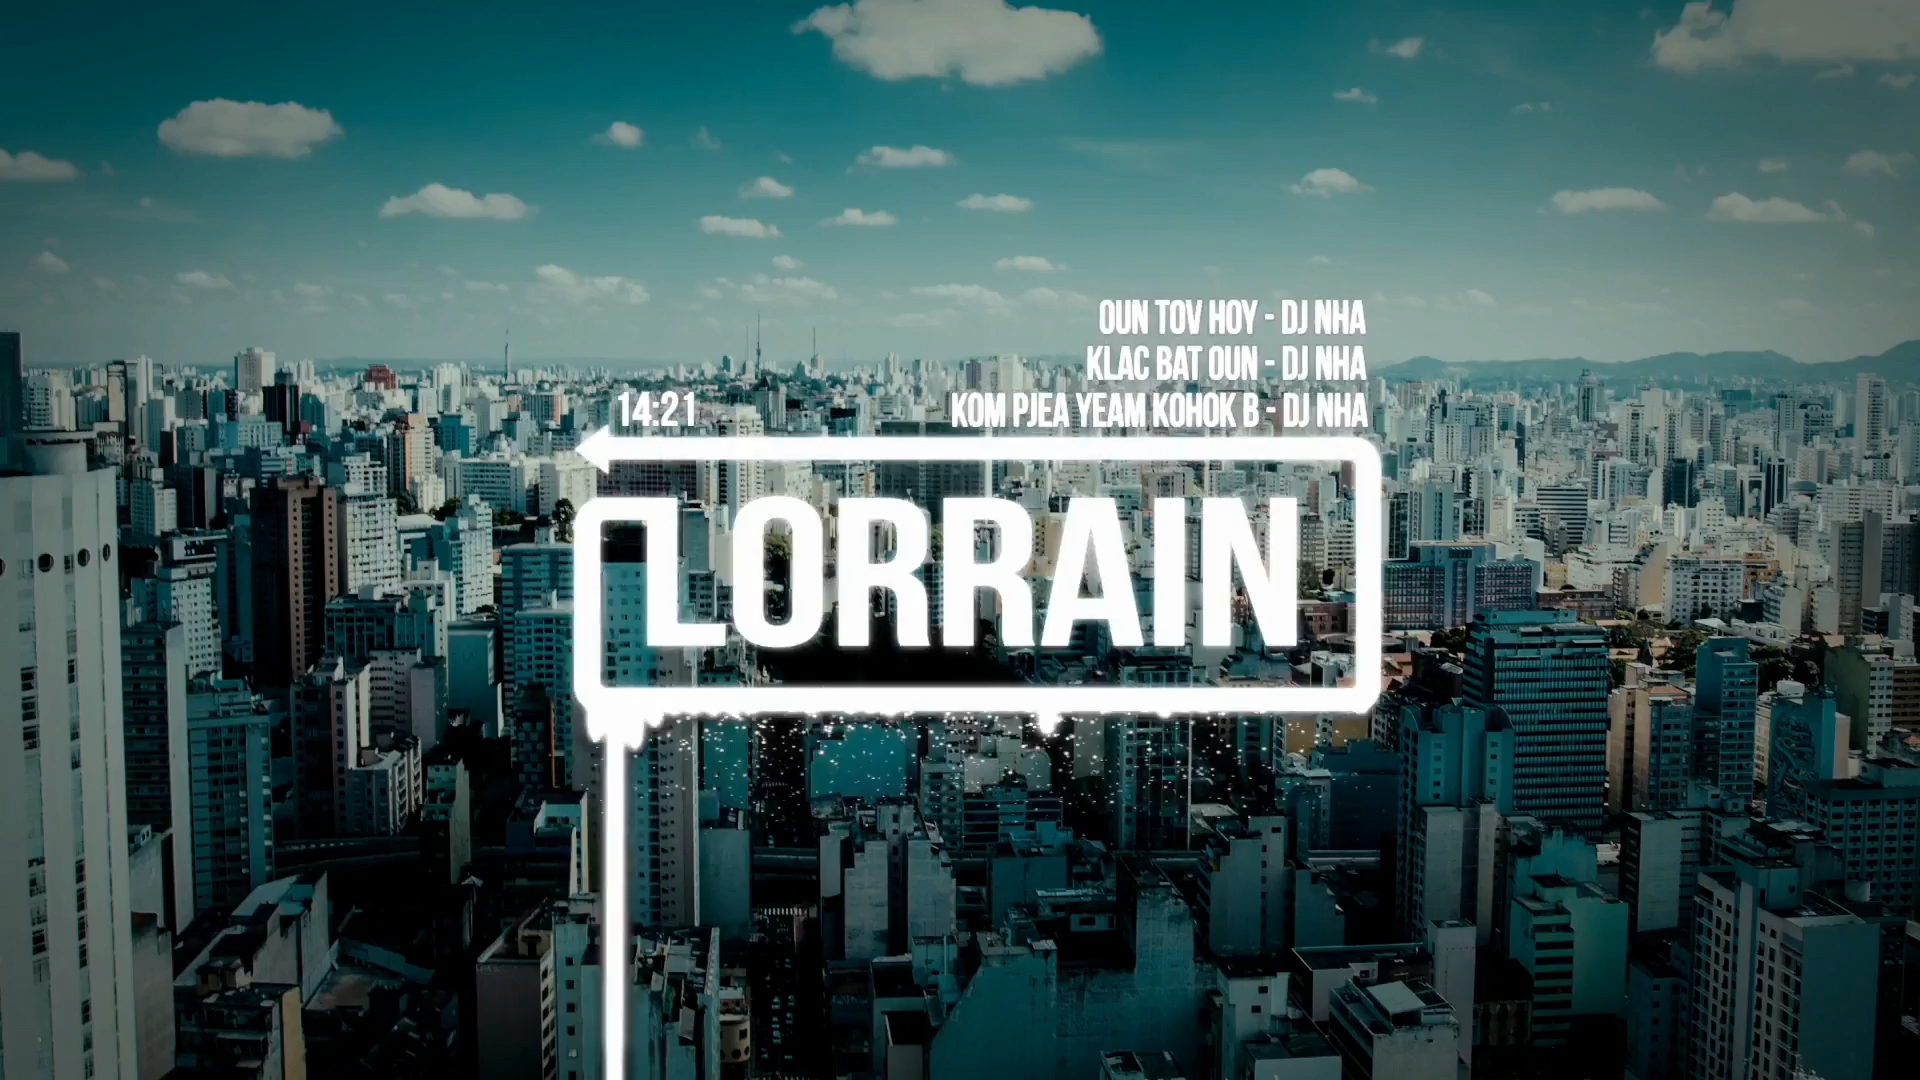 OUN TOV HOY - DJ NHA
KLAC BAT OUN - DJ NHA
14:21
KOM PJEA YEAM KOHOK B - DJ NHA
LORRAIN